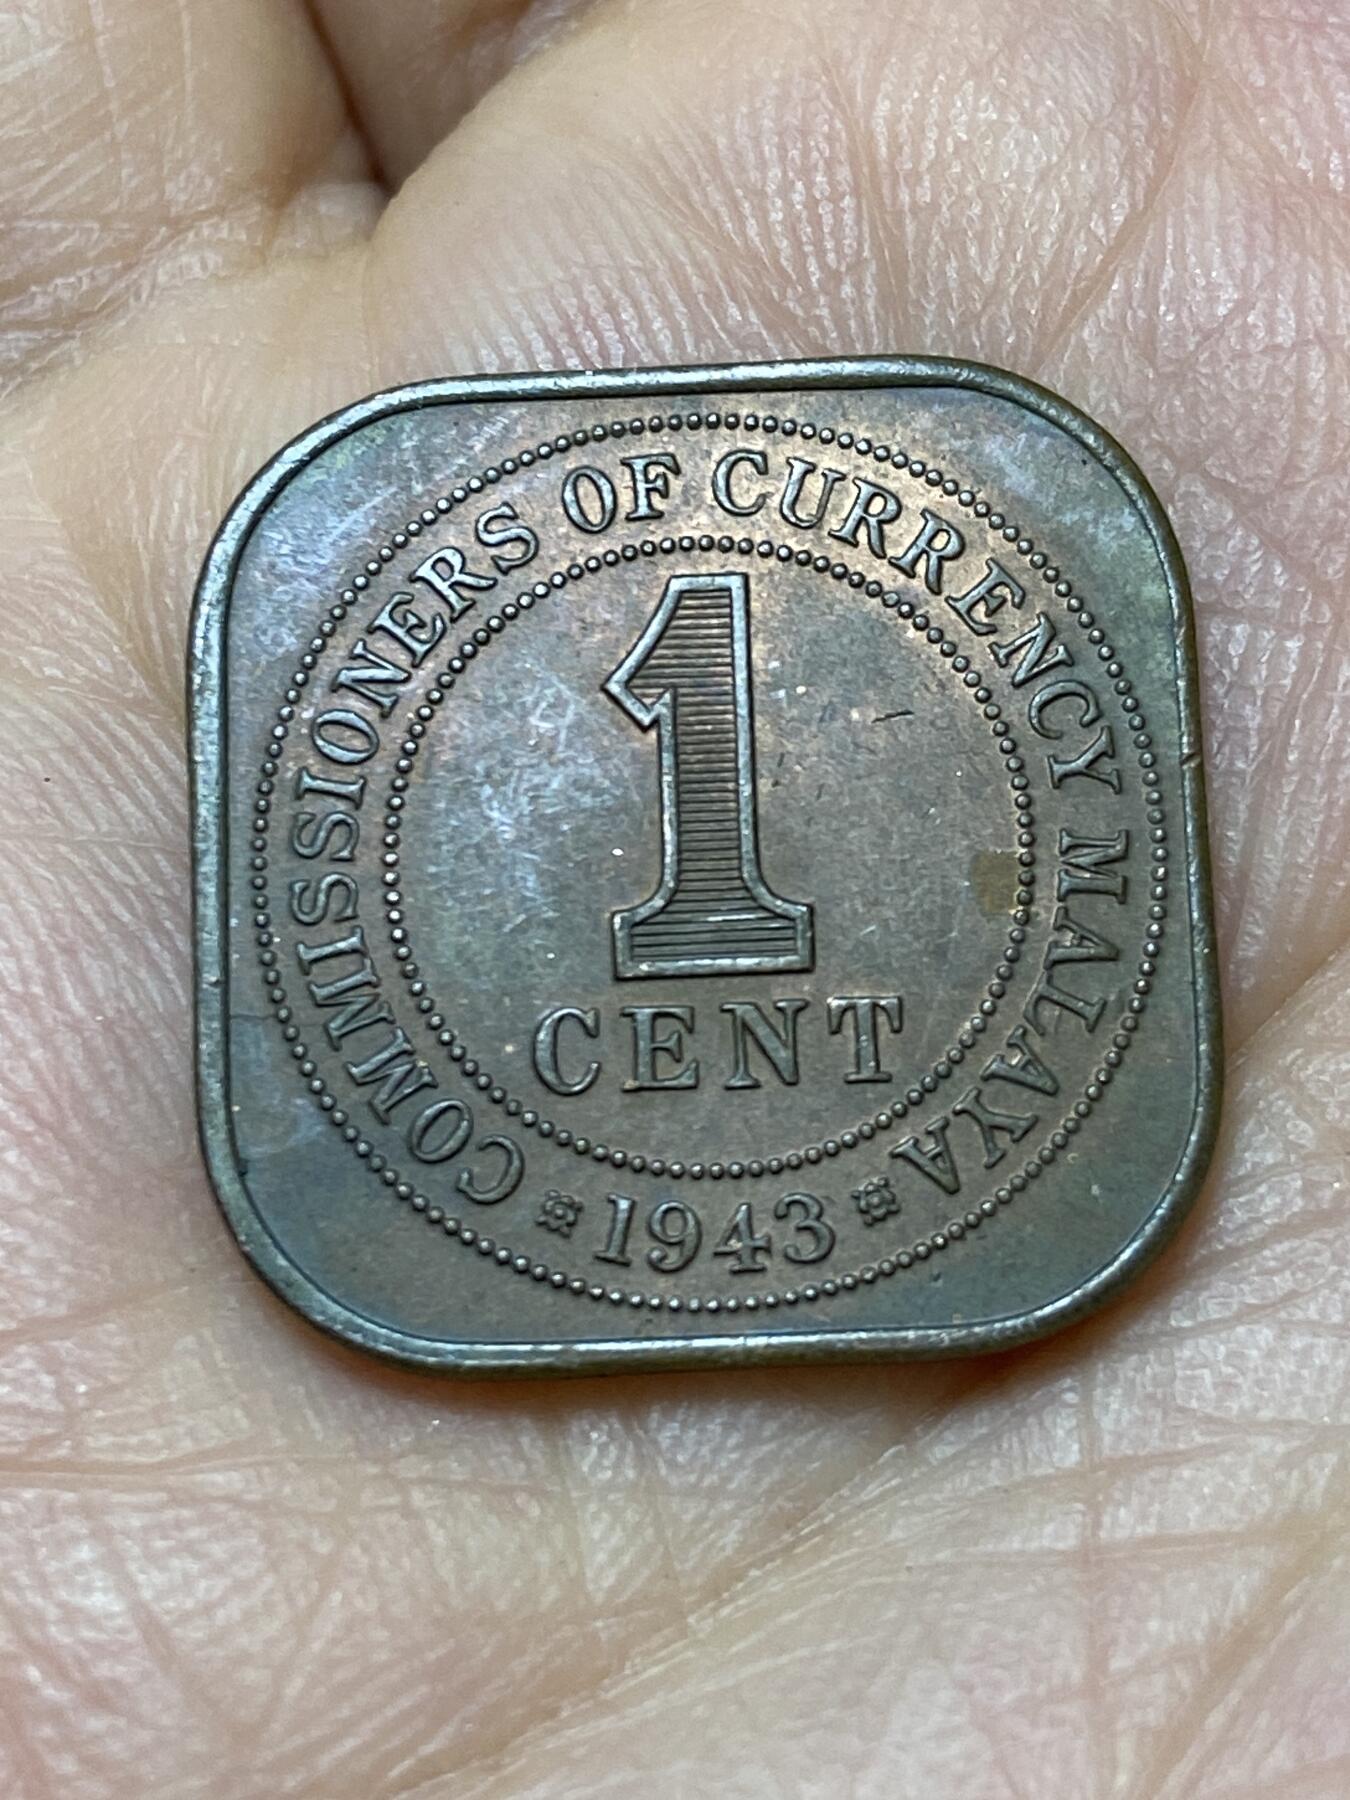 COMMISSIONERS OF CURRENCY MALAYA
1
CENT
1943